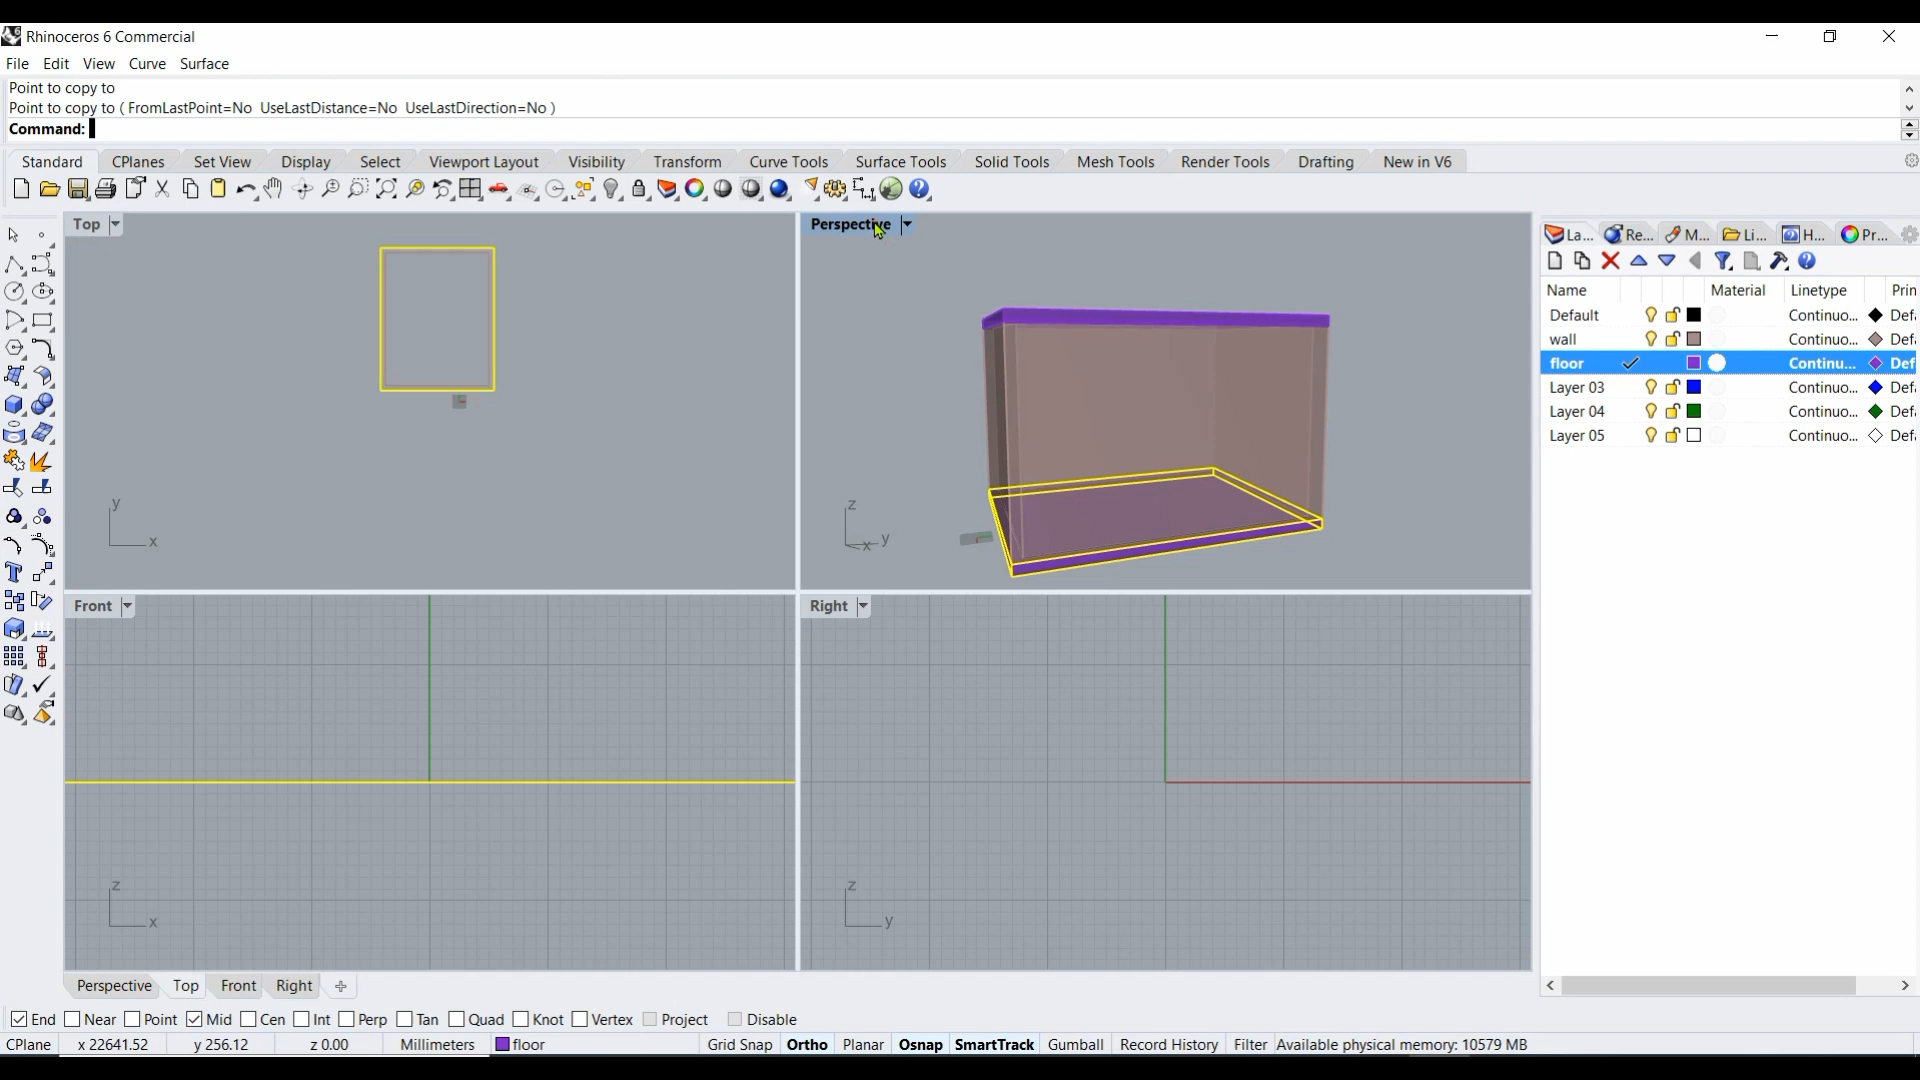 Rhinoceros 6 Commercial
File Edit View Curve Surface
Point to copy to
Point to copy to ( FromLastPoint=No UseLastDistance=No UseLastDirection=No )
Command:
Standard CPlanes Set View Display Select Viewport Layout Visibility Transform Curve Tools Surface Tools Solid Tools Mesh Tools Render Tools Drafting New in V6
Top
Perspective
La... Re... M... Li... H... Pr...
Name Material Linetype Prin
Default Continuo... Def
wall Continuo... Def
floor Continu... Def
Layer 03 Continuo... Def
Layer 04 Continuo... Def
Layer 05 Continuo... Def
y
x
z
x y
Front
Right
z
x
z
y
Perspective Top Front Right
End Near Point Mid Cen Int Perp Tan Quad Knot Vertex Project Disable
CPlane x 22641.52 y 256.12 z 0.00 Millimeters floor Grid Snap Ortho Planar Osnap SmartTrack Gumball Record History Filter Available physical memory: 10579 MB